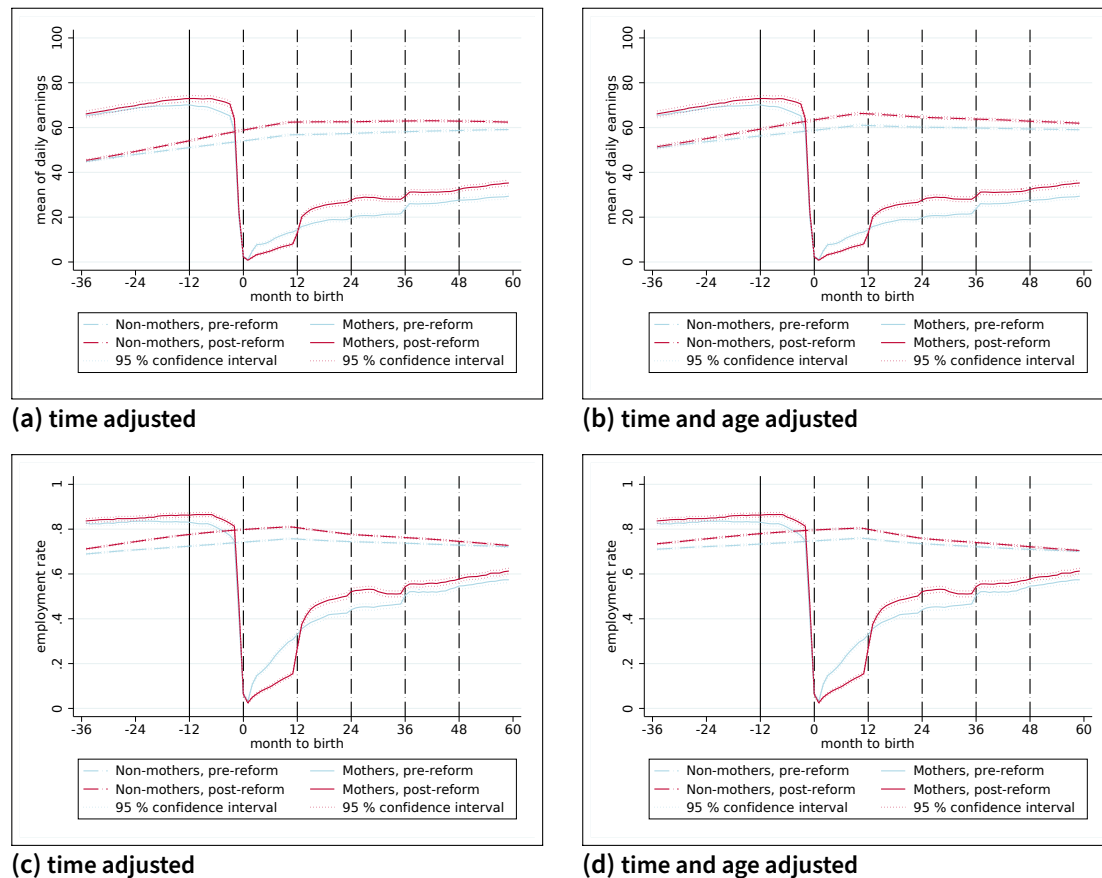 mean of daily earnings
100
80
60
40
20
0
-36 -24 -12 0 12 24 36 48 60
month to birth
Non-mothers, pre-reform Mothers, pre-reform
Non-mothers, post-reform Mothers, post-reform
95 % confidence interval 95 % confidence interval
(a) time adjusted
mean of daily earnings
100
80
60
40
20
0
-36 -24 -12 0 12 24 36 48 60
month to birth
Non-mothers, pre-reform Mothers, pre-reform
Non-mothers, post-reform Mothers, post-reform
95 % confidence interval 95 % confidence interval
(b) time and age adjusted
employment rate
1
.8
.6
.4
.2
0
-36 -24 -12 0 12 24 36 48 60
month to birth
Non-mothers, pre-reform Mothers, pre-reform
Non-mothers, post-reform Mothers, post-reform
95 % confidence interval 95 % confidence interval
(c) time adjusted
employment rate
1
.8
.6
.4
.2
0
-36 -24 -12 0 12 24 36 48 60
month to birth
Non-mothers, pre-reform Mothers, pre-reform
Non-mothers, post-reform Mothers, post-reform
95 % confidence interval 95 % confidence interval
(d) time and age adjusted